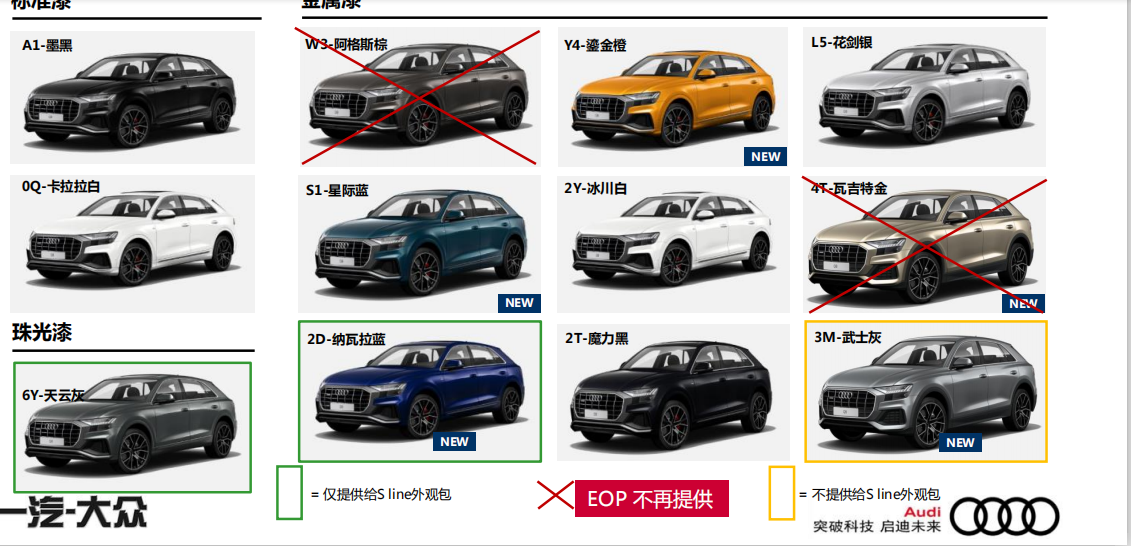 标准漆
金属漆
A1-墨黑
W3-阿格斯棕
Y4-鎏金橙
L5-花剑银
NEW
0Q-卡拉拉白
S1-星际蓝
2Y-冰川白
4T-瓦吉特金
NEW
NEW
珠光漆
6Y-天云灰
2D-纳瓦拉蓝
2T-魔力黑
3M-武士灰
NEW
NEW
= 仅提供给S line外观包
EOP 不再提供
= 不提供给S line外观包
一汽-大众
Audi
突破科技 启迪未来